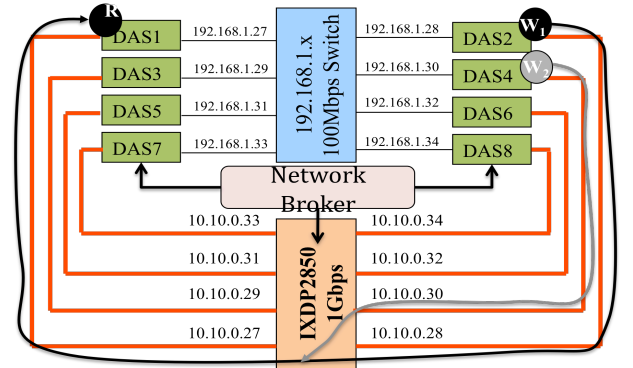 R
W1
DAS1
192.168.1.27
192.168.1.28
DAS2
DAS3
192.168.1.29
192.168.1.30
DAS4
W2
DAS5
192.168.1.31
192.168.1.32
DAS6
DAS7
192.168.1.33
192.168.1.34
DAS8
192.168.1.x
100Mbps Switch
Network
Broker
10.10.0.33
10.10.0.34
10.10.0.31
10.10.0.32
10.10.0.29
10.10.0.30
10.10.0.27
10.10.0.28
IXDP2850
1Gbps